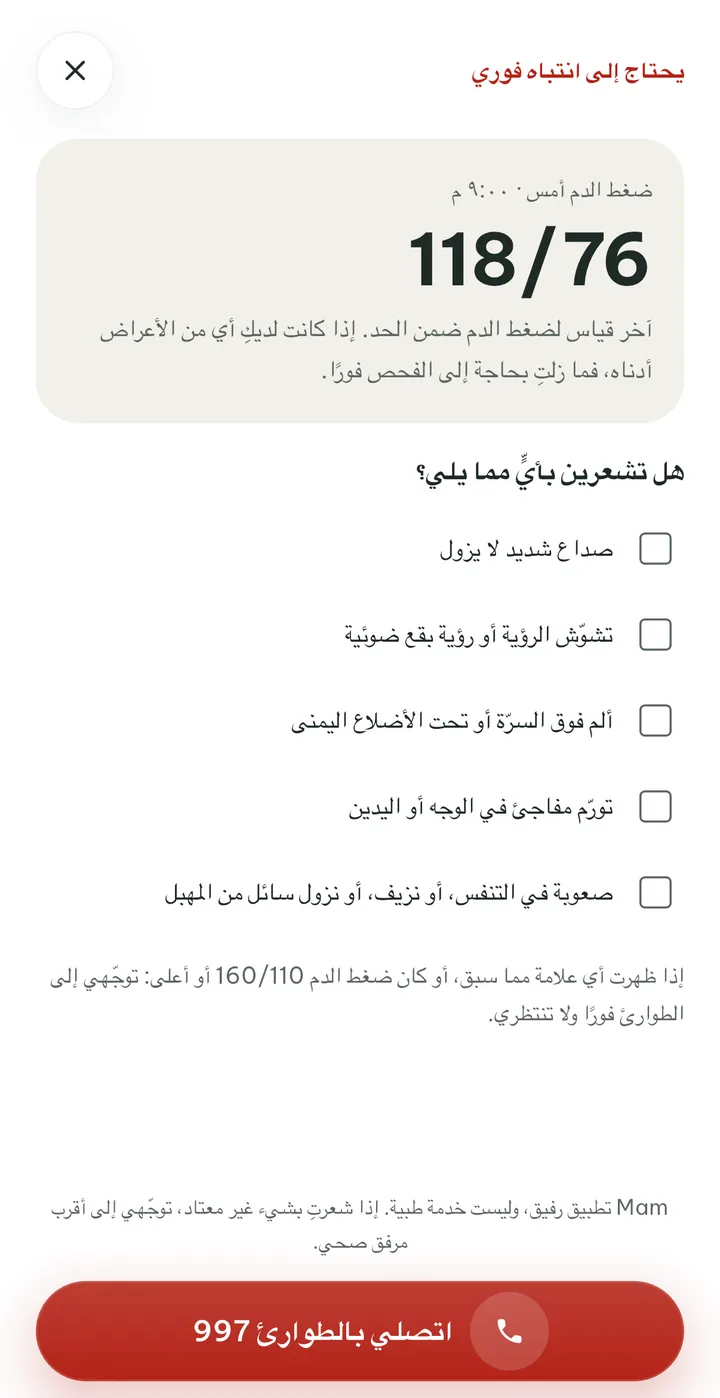 يحتاج إلى انتباه فوري
ضغط الدم أمس · ٩:٠٠ م
118/76
آخر قياس لضغط الدم ضمن الحد. إذا كانت لديكِ أي من الأعراض
أدناه، فما زلتِ بحاجة إلى الفحص فورًا.
هل تشعرين بأيٍّ مما يلي؟
صداع شديد لا يزول
تشوّش الرؤية أو رؤية بقع ضوئية
ألم فوق السرّة أو تحت الأضلاع اليمنى
تورّم مفاجئ في الوجه أو اليدين
صعوبة في التنفس، أو نزيف، أو نزول سائل من المهبل
إذا ظهرت أي علامة مما سبق، أو كان ضغط الدم 160/110 أو أعلى: توجّهي إلى
الطوارئ فورًا ولا تنتظري.
Mam تطبيق رفيق، وليست خدمة طبية. إذا شعرتِ بشيء غير معتاد، توجّهي إلى أقرب
مرفق صحي.
اتصلي بالطوارئ 997